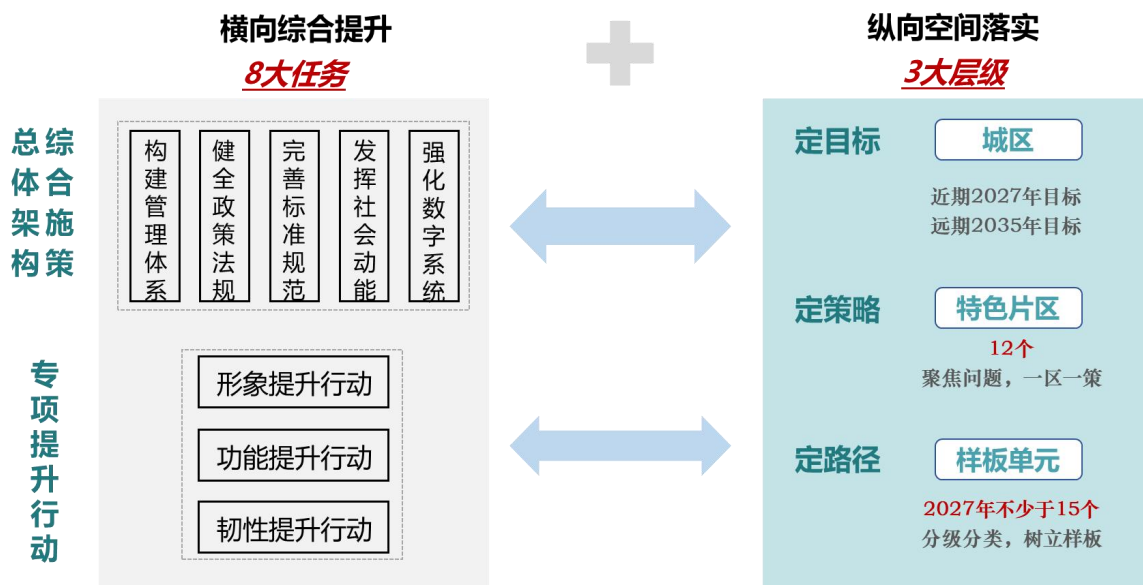 横向综合提升
8大任务
纵向空间落实
3大层级
总体架构
综合施策
构建管理体系
健全政策法规
完善标准规范
发挥社会动能
强化数字系统
专项提升行动
形象提升行动
功能提升行动
韧性提升行动
定目标
城区
近期2027年目标
远期2035年目标
定策略
特色片区
12个
聚焦问题，一区一策
定路径
样板单元
2027年不少于15个
分级分类，树立样板